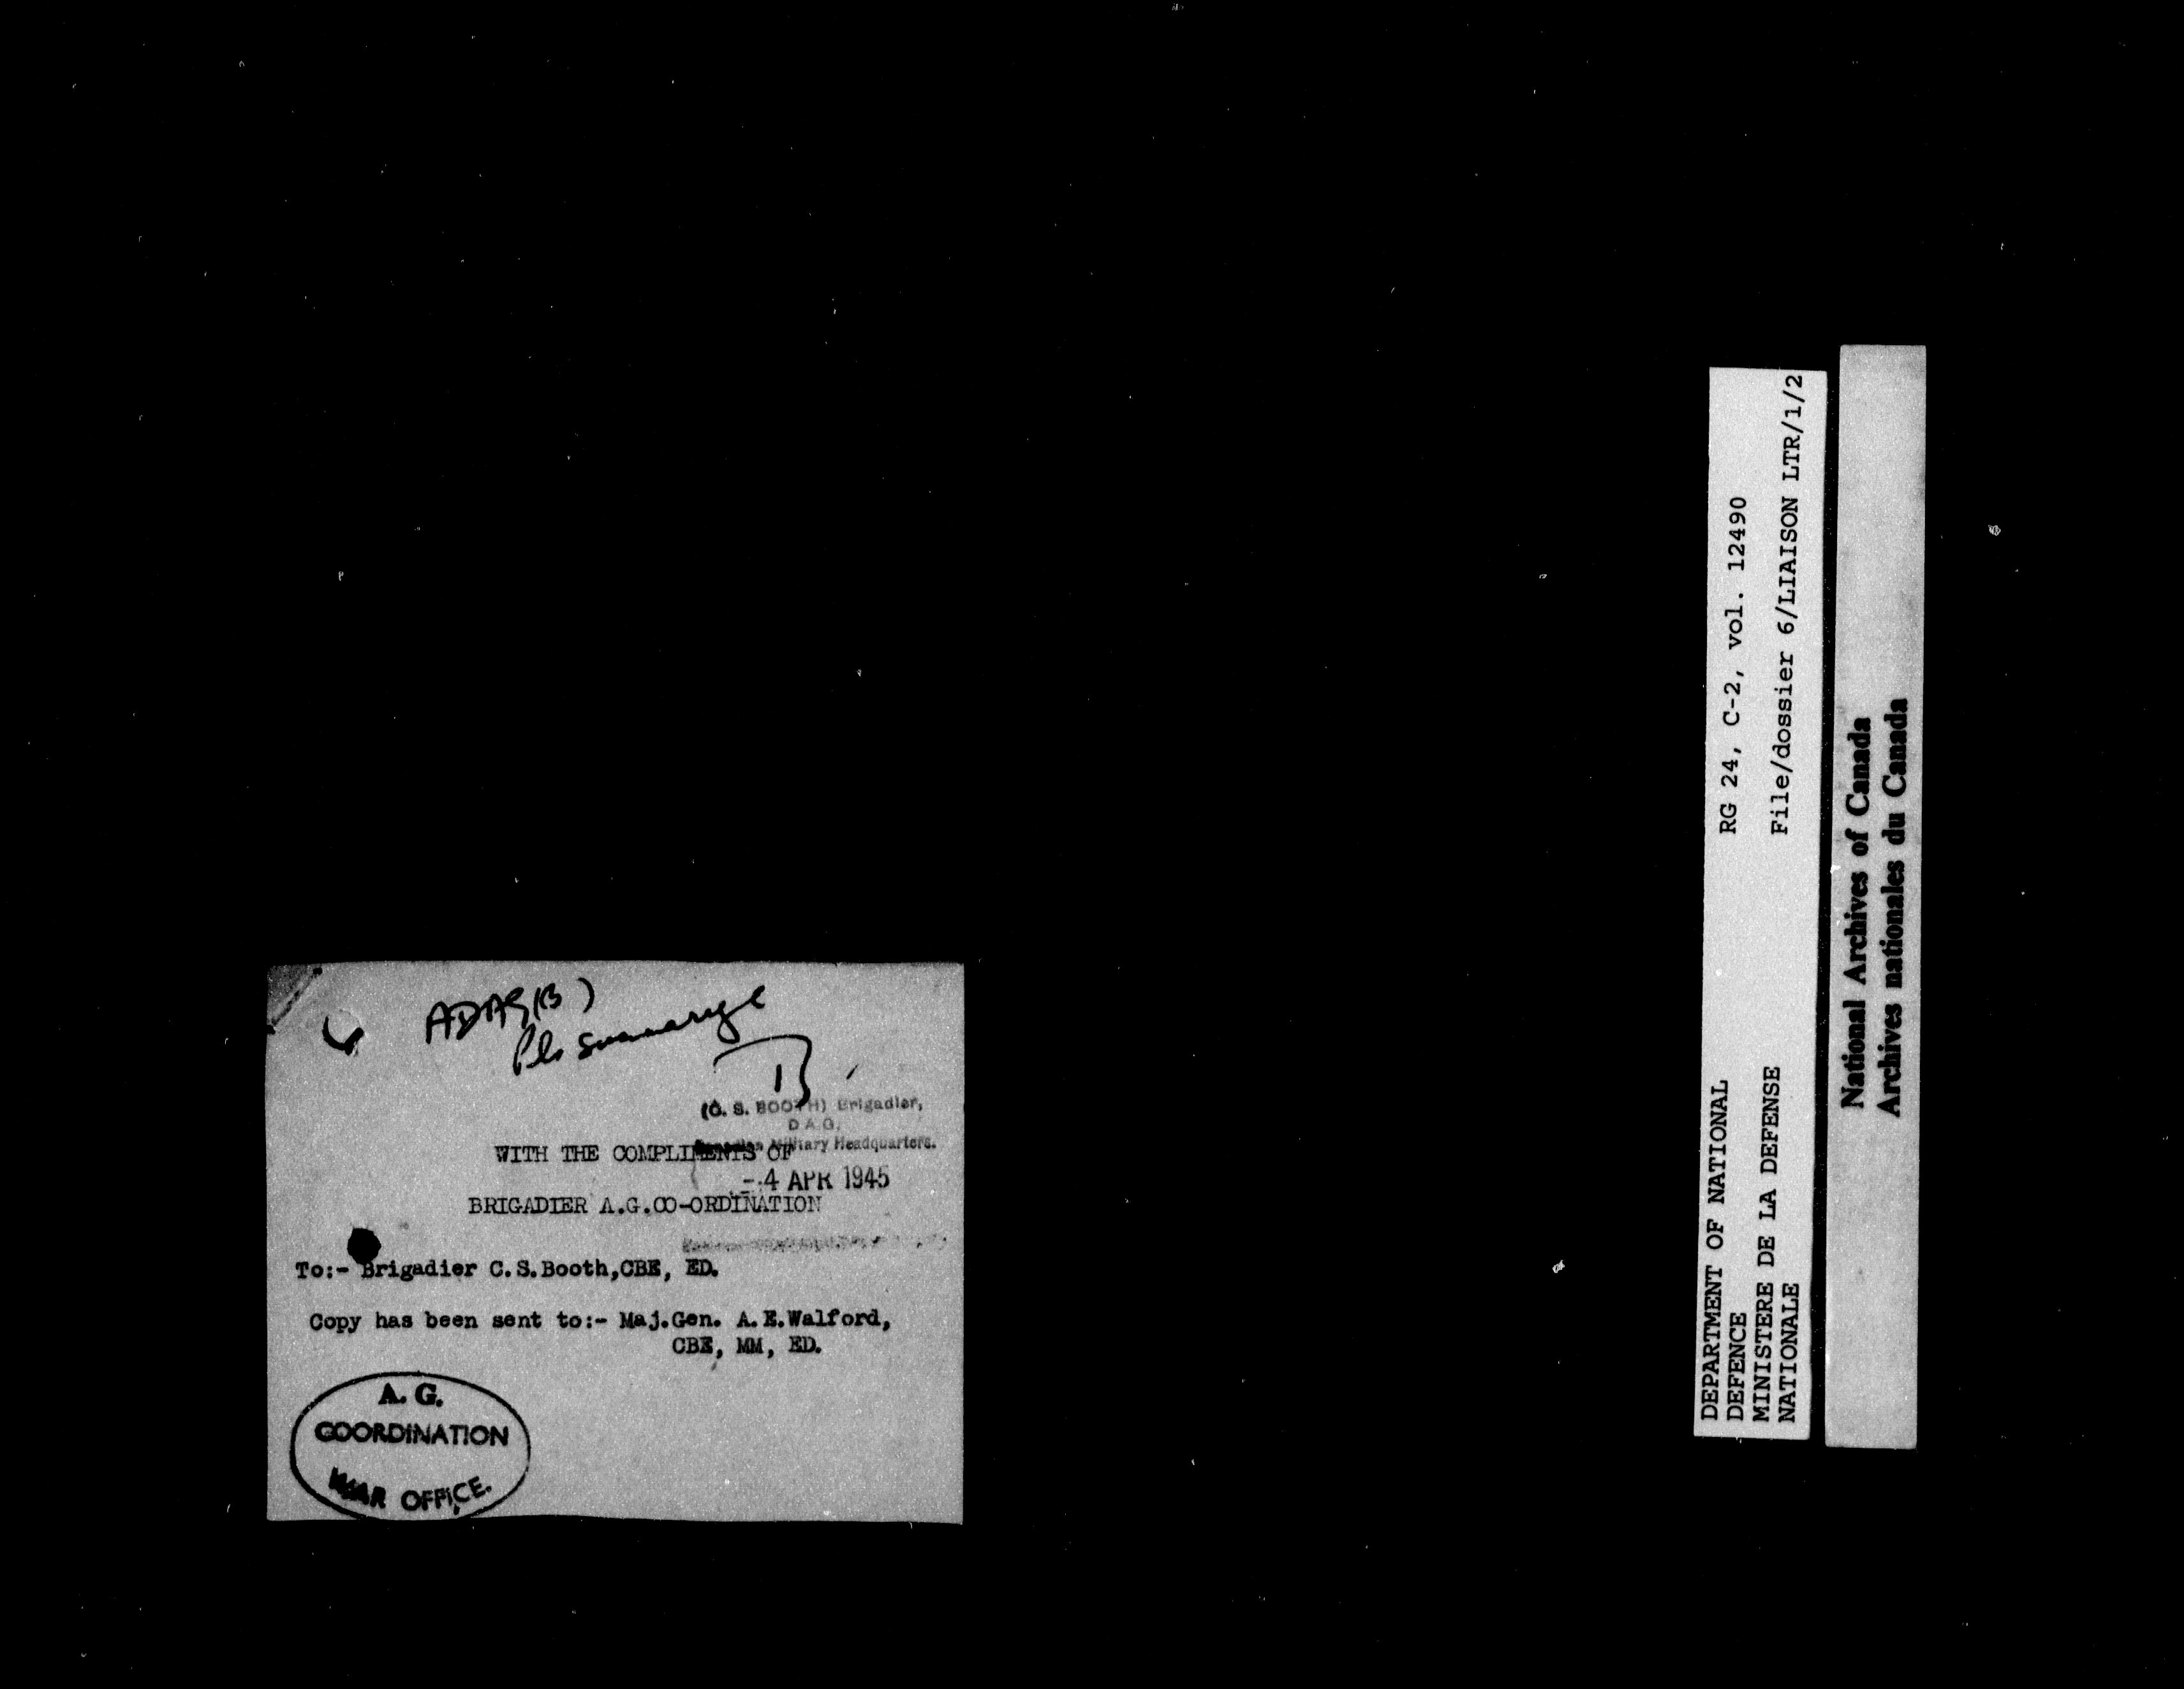 ADAG(B)
Pls summarize
(C. S. BOOTH) Brigadier,
D A G,
Canadian Military Headquarters.
WITH THE COMPLIMENTS OF
-4 APR 1945
BRIGADIER A.G.CO-ORDINATION
To:- Brigadier C.S.Booth,CBE, ED.
Copy has been sent to:- Maj.Gen. A.E.Walford,
CBE, MM, ED.
A. G.
COORDINATION
WAR OFFICE.
DEPARTMENT OF NATIONAL
DEFENCE
MINISTERE DE LA DEFENSE
NATIONALE
RG 24, C-2, vol. 12490
File/dossier 6/LIAISON LTR/1/2
National Archives of Canada
Archives nationales du Canada